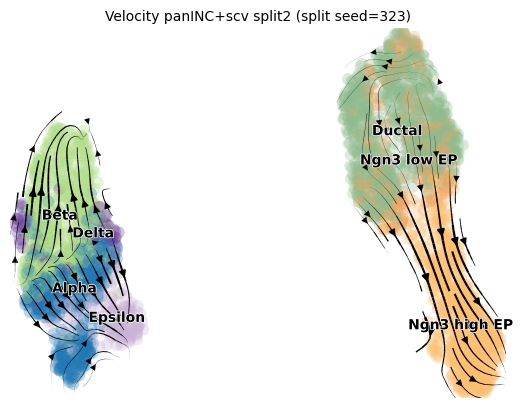 Velocity panINC+scv split2 (split seed=323)
Ductal
Ngn3 low EP
Beta
Delta
Alpha
Epsilon
Ngn3 high EP